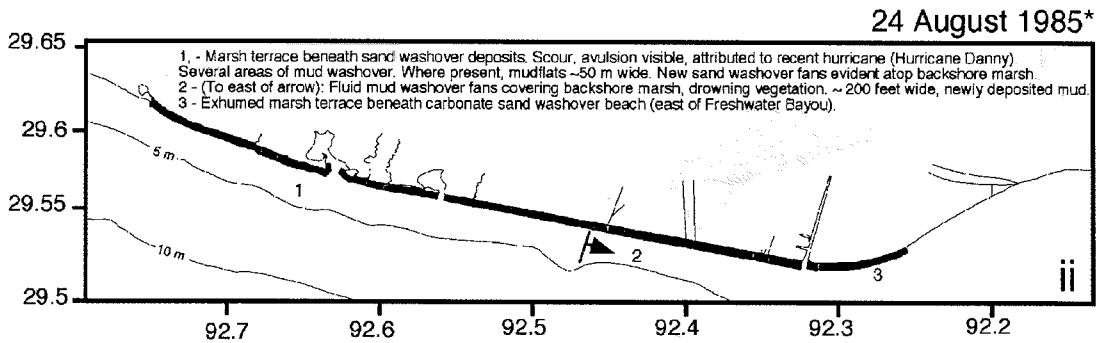 24 August 1985*
1, - Marsh terrace beneath sand washover deposits. Scour, avulsion visible, attributed to recent hurricane (Hurricane Danny).
Several areas of mud washover. Where present, mudflats ~50 m wide. New sand washover fans evident atop backshore marsh.
2 - (To east of arrow): Fluid mud washover fans covering backshore marsh, drowning vegetation. ~ 200 feet wide, newly deposited mud.
3 - Exhumed marsh terrace beneath carbonate sand washover beach (east of Freshwater Bayou).
29.65
29.6
29.55
29.5
5 m
10 m
1
2
3
ii
92.7
92.6
92.5
92.4
92.3
92.2